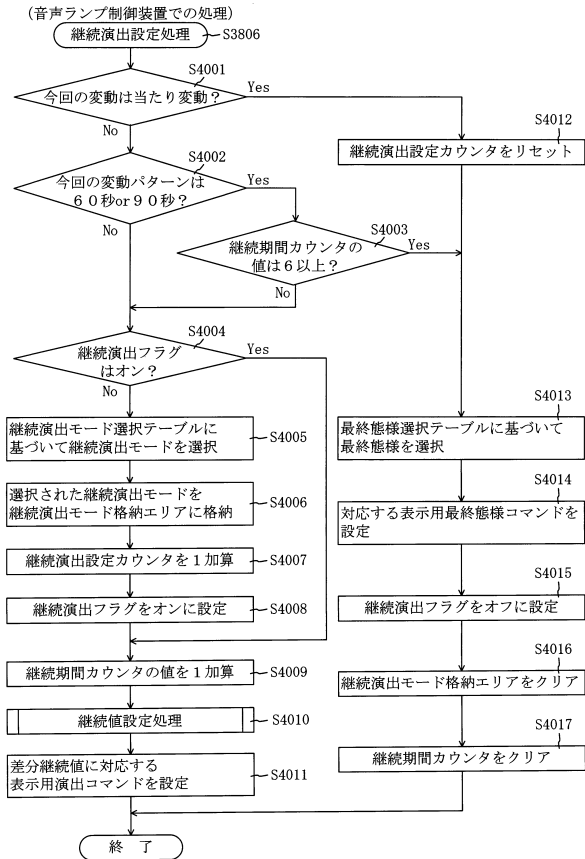 (音声ランプ制御装置での処理)
継続演出設定処理
S3806
S4001
今回の変動は当たり変動?
Yes
No
S4012
継続演出設定カウンタをリセット
S4002
今回の変動パターンは
60秒or90秒?
Yes
No
S4003
継続期間カウンタの
値は6以上?
Yes
No
S4004
継続演出フラグ
はオン?
Yes
No
継続演出モード選択テーブルに
基づいて継続演出モードを選択
S4005
選択された継続演出モードを
継続演出モード格納エリアに格納
S4006
継続演出設定カウンタを1加算
S4007
継続演出フラグをオンに設定
S4008
継続期間カウンタの値を1加算
S4009
継続値設定処理
S4010
差分継続値に対応する
表示用演出コマンドを設定
S4011
S4013
最終態様選択テーブルに基づいて
最終態様を選択
S4014
対応する表示用最終態様コマンドを
設定
S4015
継続演出フラグをオフに設定
S4016
継続演出モード格納エリアをクリア
S4017
継続期間カウンタをクリア
終 了